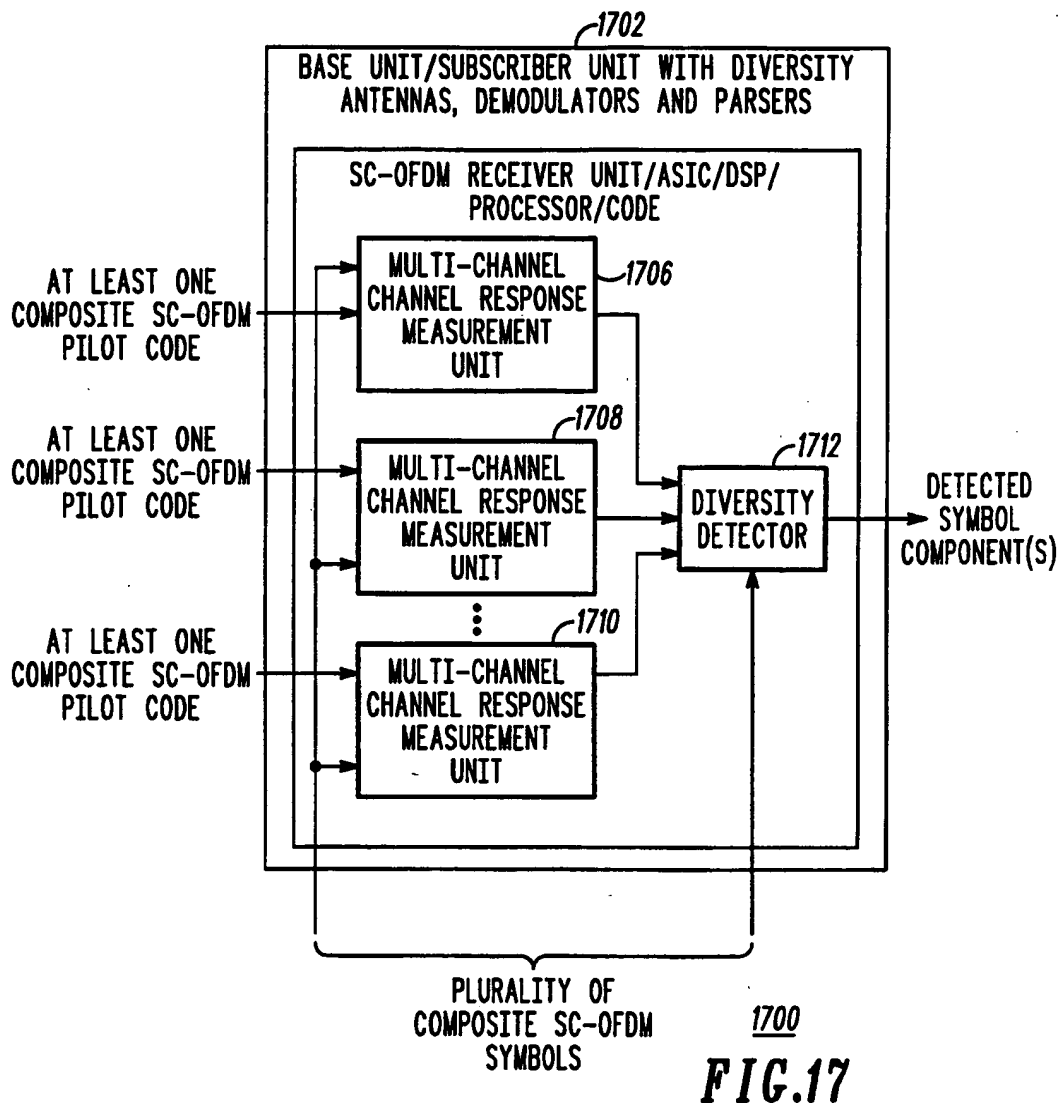 1702
BASE UNIT/SUBSCRIBER UNIT WITH DIVERSITY
ANTENNAS, DEMODULATORS AND PARSERS
SC-OFDM RECEIVER UNIT/ASIC/DSP/
PROCESSOR/CODE
AT LEAST ONE
COMPOSITE SC-OFDM
PILOT CODE
MULTI-CHANNEL
CHANNEL RESPONSE
MEASUREMENT
UNIT
1706
AT LEAST ONE
COMPOSITE SC-OFDM
PILOT CODE
1708
MULTI-CHANNEL
CHANNEL RESPONSE
MEASUREMENT
UNIT
1712
DIVERSITY
DETECTOR
DETECTED
SYMBOL
COMPONENT(S)
AT LEAST ONE
COMPOSITE SC-OFDM
PILOT CODE
1710
MULTI-CHANNEL
CHANNEL RESPONSE
MEASUREMENT
UNIT
PLURALITY OF
COMPOSITE SC-OFDM
SYMBOLS
1700
FIG.17